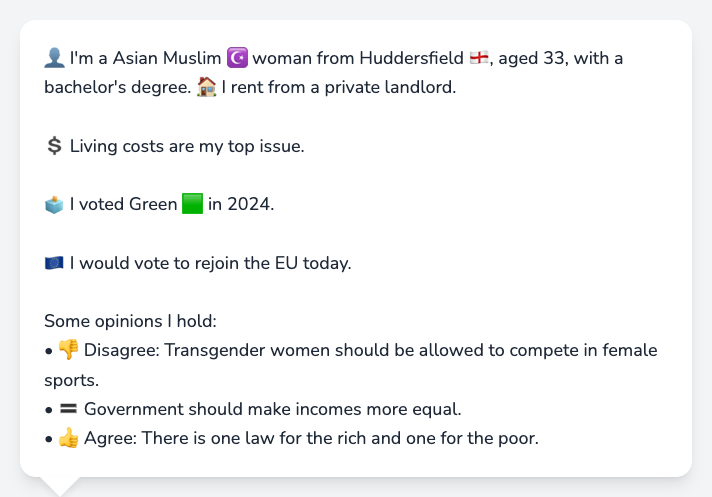 👤 I'm a Asian Muslim ☪️ woman from Huddersfield 🏴󠁧󠁢󠁥󠁮󠁧󠁿, aged 33, with a
bachelor's degree. 🏠 I rent from a private landlord.
💲 Living costs are my top issue.
🗳️ I voted Green 🟩 in 2024.
🇪🇺 I would vote to rejoin the EU today.
Some opinions I hold:
• 👎 Disagree: Transgender women should be allowed to compete in female
sports.
• 🟰 Government should make incomes more equal.
• 👍 Agree: There is one law for the rich and one for the poor.